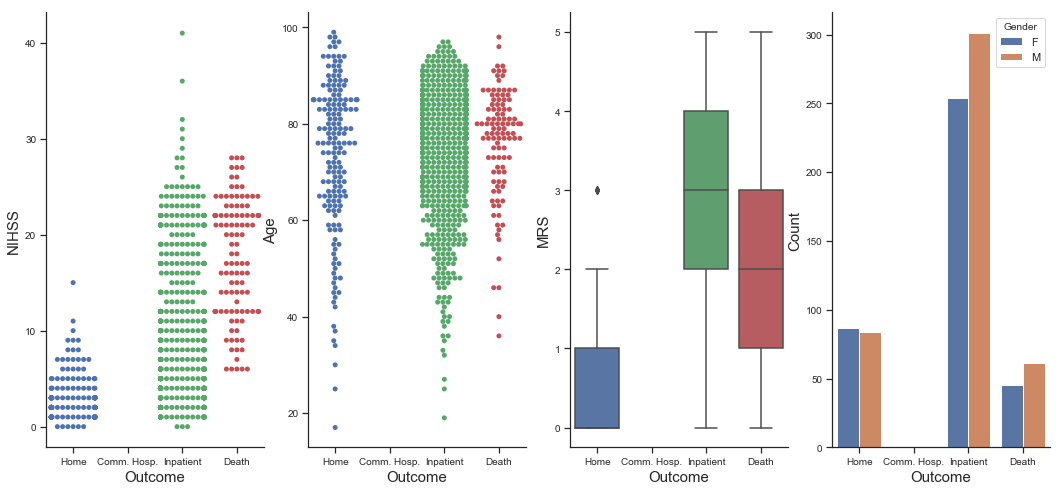 NIHSS
40
30
20
10
0
Home Comm. Hosp. Inpatient Death
Outcome
Age
100
80
60
40
20
Home Comm. Hosp. Inpatient Death
Outcome
MRS
5
4
3
2
1
0
Home Comm. Hosp. Inpatient Death
Outcome
Count
300
250
200
150
100
50
0
Home Comm. Hosp. Inpatient Death
Outcome
Gender
F
M